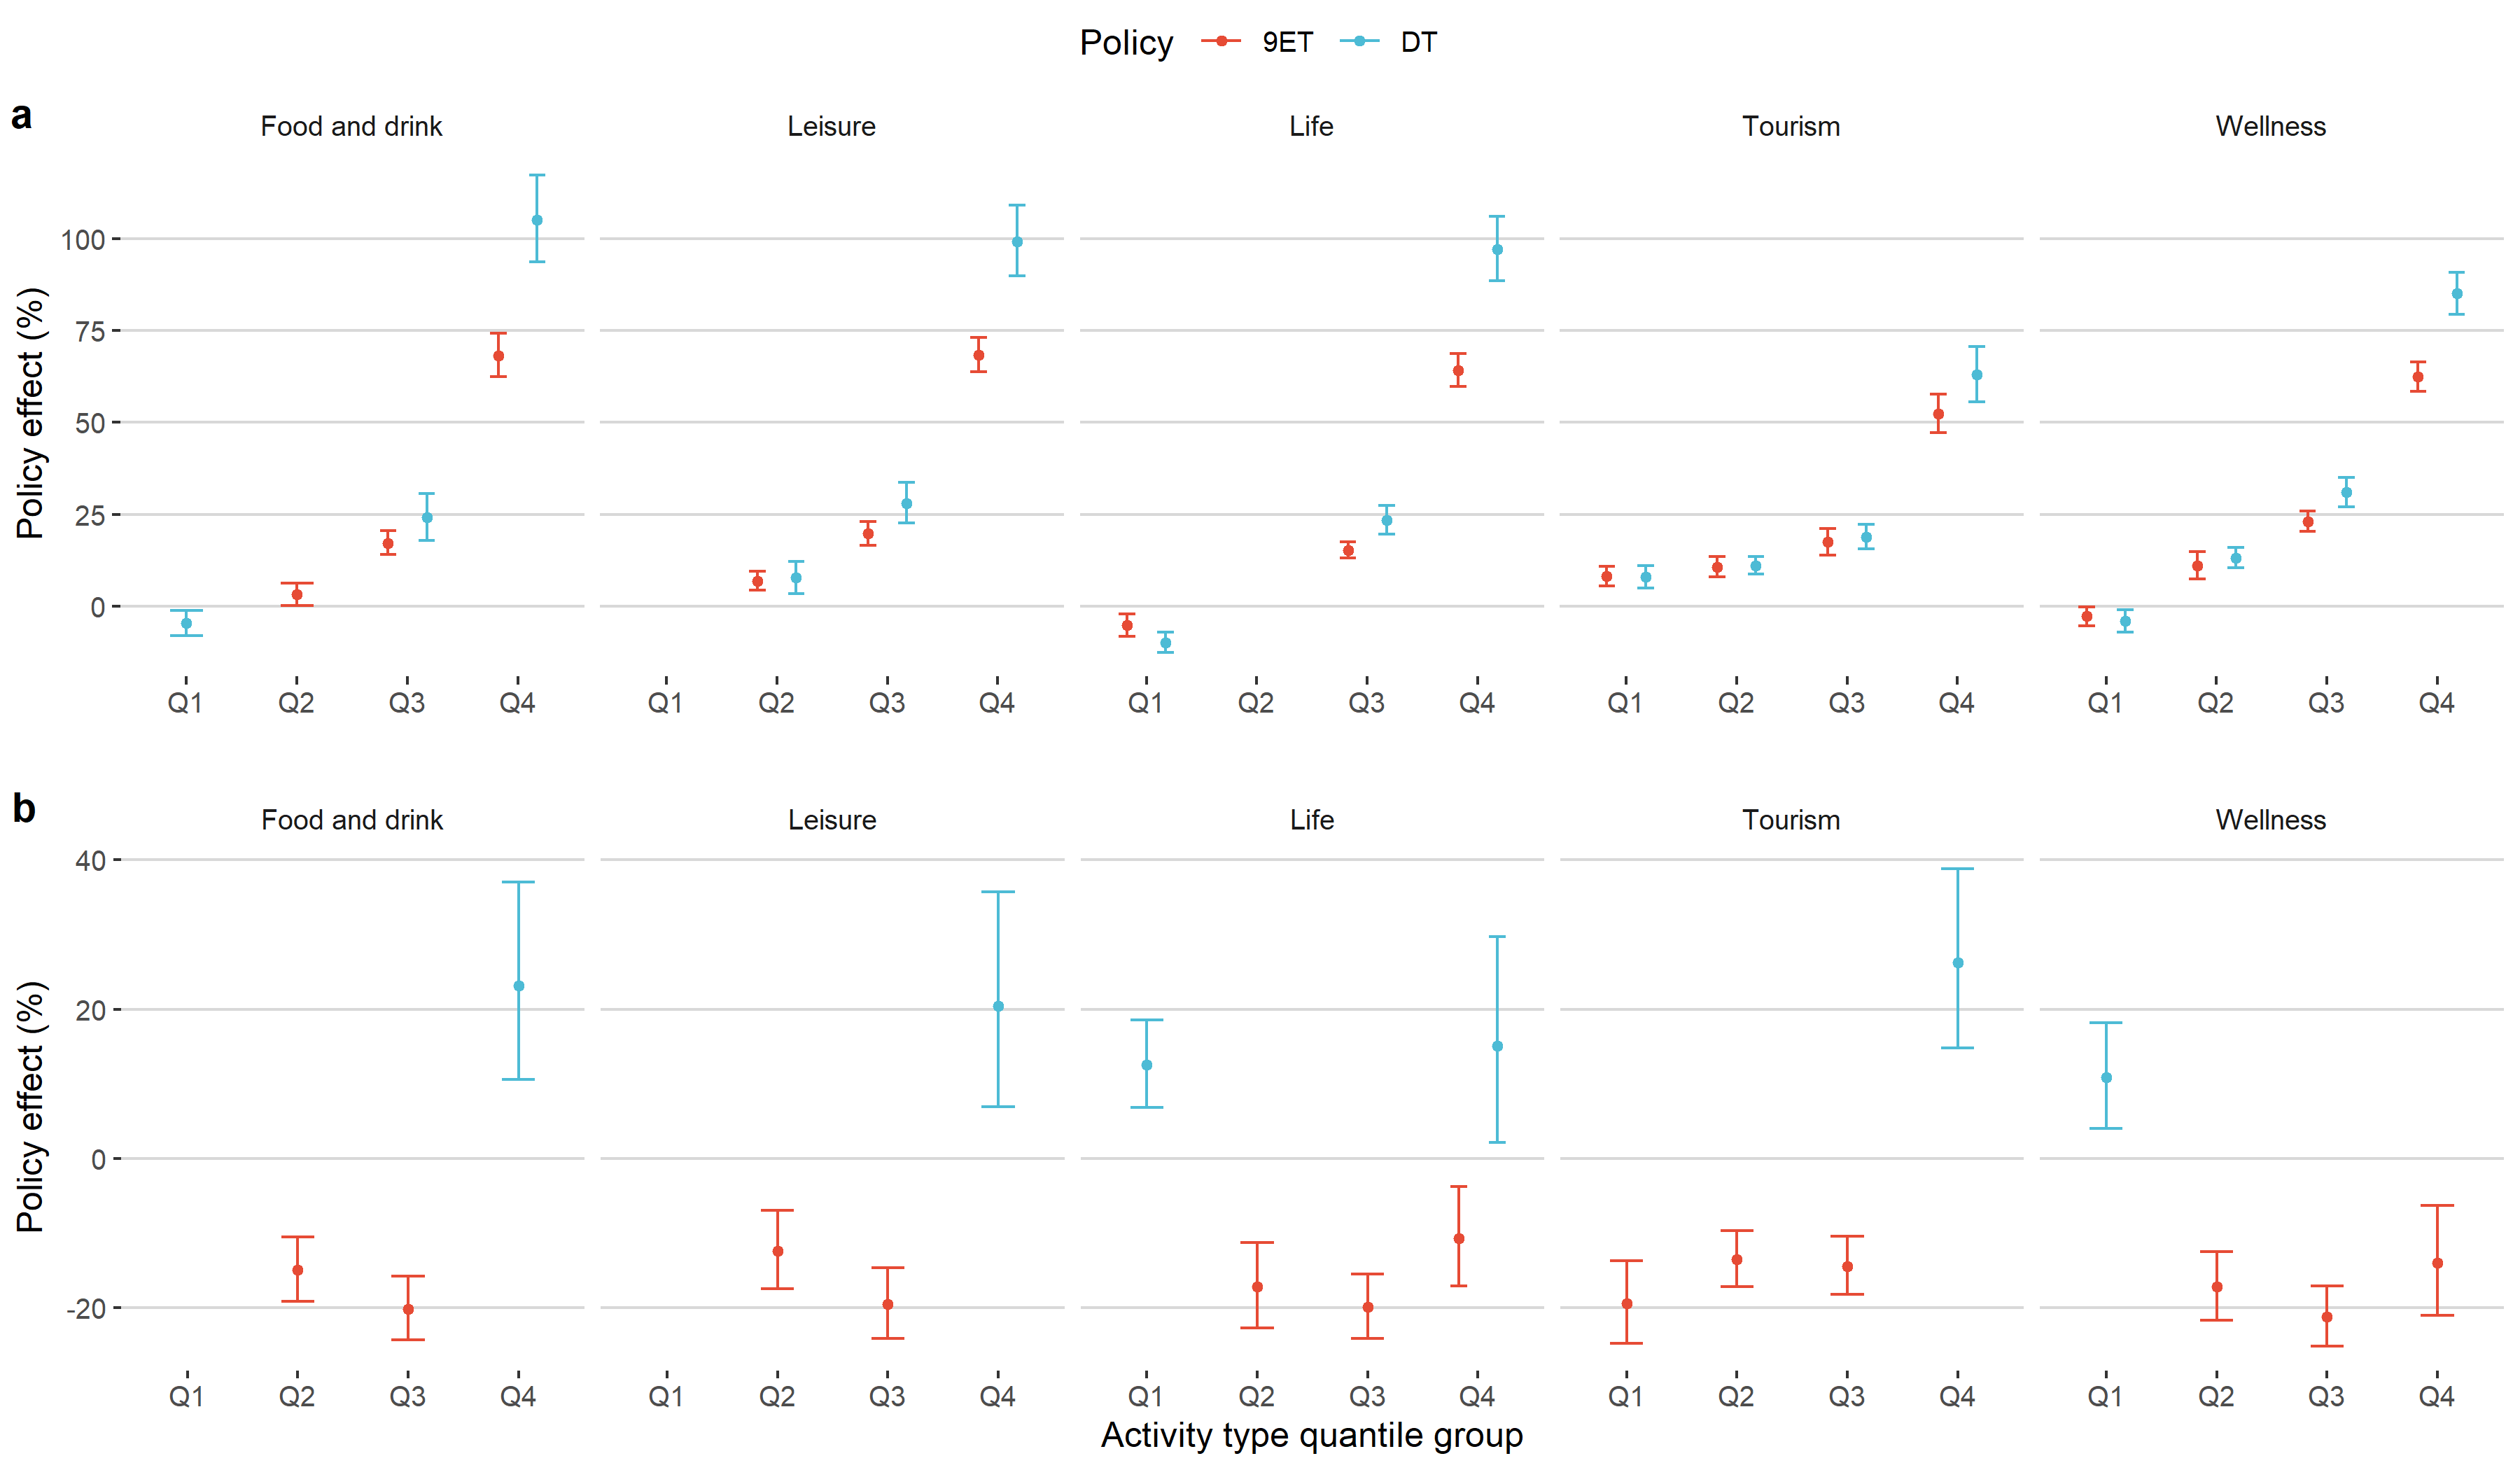 Policy 9ET DT
a
Food and drink Leisure Life Tourism Wellness
Policy effect (%)
100
75
50
25
0
Q1 Q2 Q3 Q4 Q1 Q2 Q3 Q4 Q1 Q2 Q3 Q4 Q1 Q2 Q3 Q4 Q1 Q2 Q3 Q4
b
Food and drink Leisure Life Tourism Wellness
Policy effect (%)
40
20
0
-20
Q1 Q2 Q3 Q4 Q1 Q2 Q3 Q4 Q1 Q2 Q3 Q4 Q1 Q2 Q3 Q4 Q1 Q2 Q3 Q4
Activity type quantile group